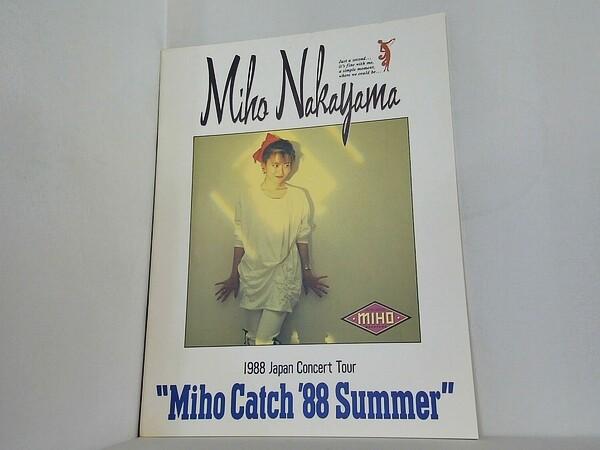 Miho Nakayama
Just a second...
it's fine with me,
a simple moment,
where we could be...
MIHO
1988 Japan Concert Tour
"Miho Catch '88 Summer"